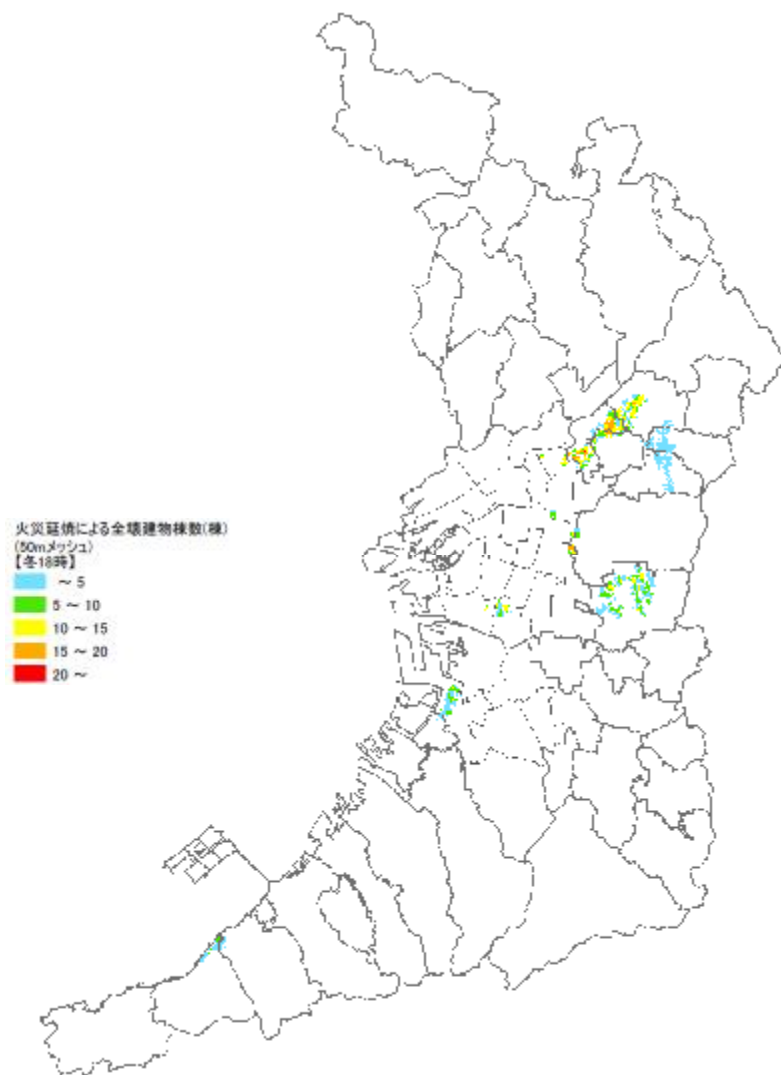 火災延焼による全壊建物棟数(棟)
(50mメッシュ)
【冬18時】
～ 5
5 ～ 10
10 ～ 15
15 ～ 20
20 ～